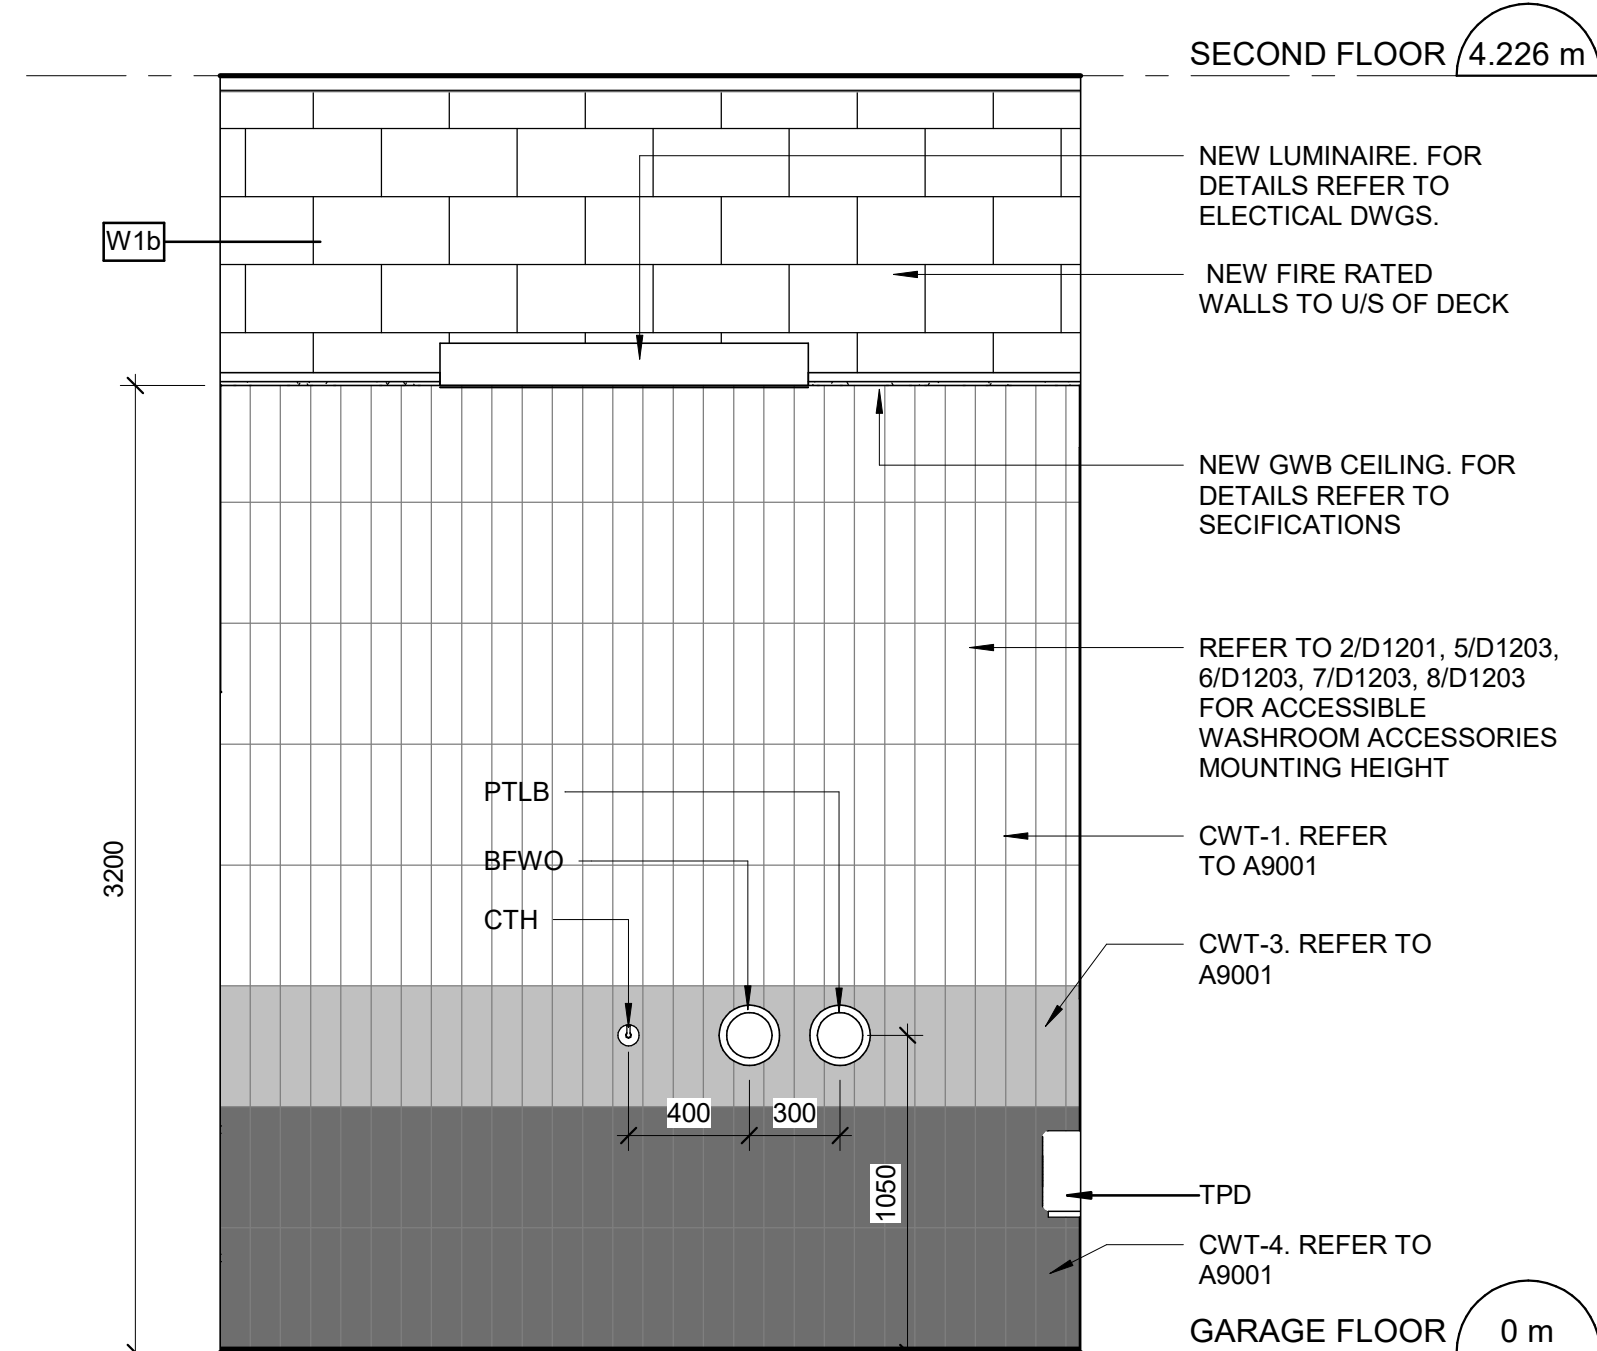 SECOND FLOOR 4.226 m
NEW LUMINAIRE. FOR
DETAILS REFER TO
ELECTICAL DWGS.
W1b
NEW FIRE RATED
WALLS TO U/S OF DECK
NEW GWB CEILING. FOR
DETAILS REFER TO
SECIFICATIONS
REFER TO 2/D1201, 5/D1203,
6/D1203, 7/D1203, 8/D1203
FOR ACCESSIBLE
WASHROOM ACCESSORIES
MOUNTING HEIGHT
PTLB
BFWO
CTH
3200
CWT-1. REFER
TO A9001
CWT-3. REFER TO
A9001
400
300
1050
TPD
CWT-4. REFER TO
A9001
GARAGE FLOOR 0 m